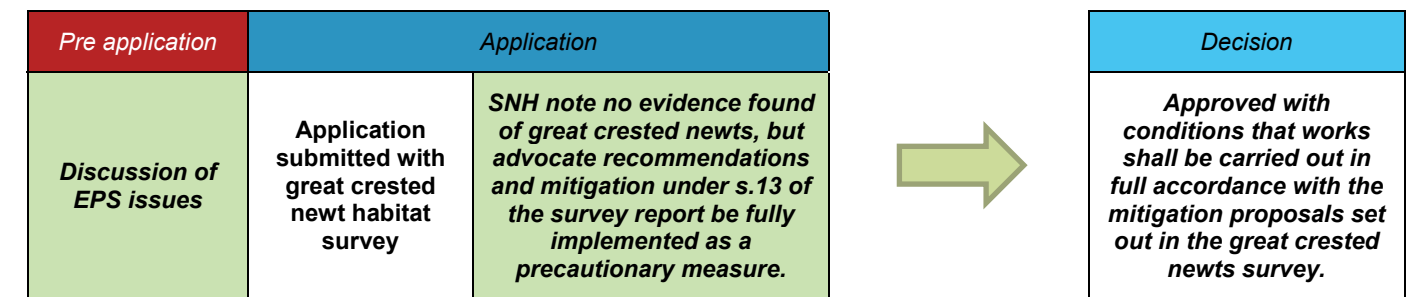 Pre application
Application
Decision
Discussion of
EPS issues
Application
submitted with
great crested
newt habitat
survey
SNH note no evidence found
of great crested newts, but
advocate recommendations
and mitigation under s.13 of
the survey report be fully
implemented as a
precautionary measure.
Approved with
conditions that works
shall be carried out in
full accordance with the
mitigation proposals set
out in the great crested
newts survey.